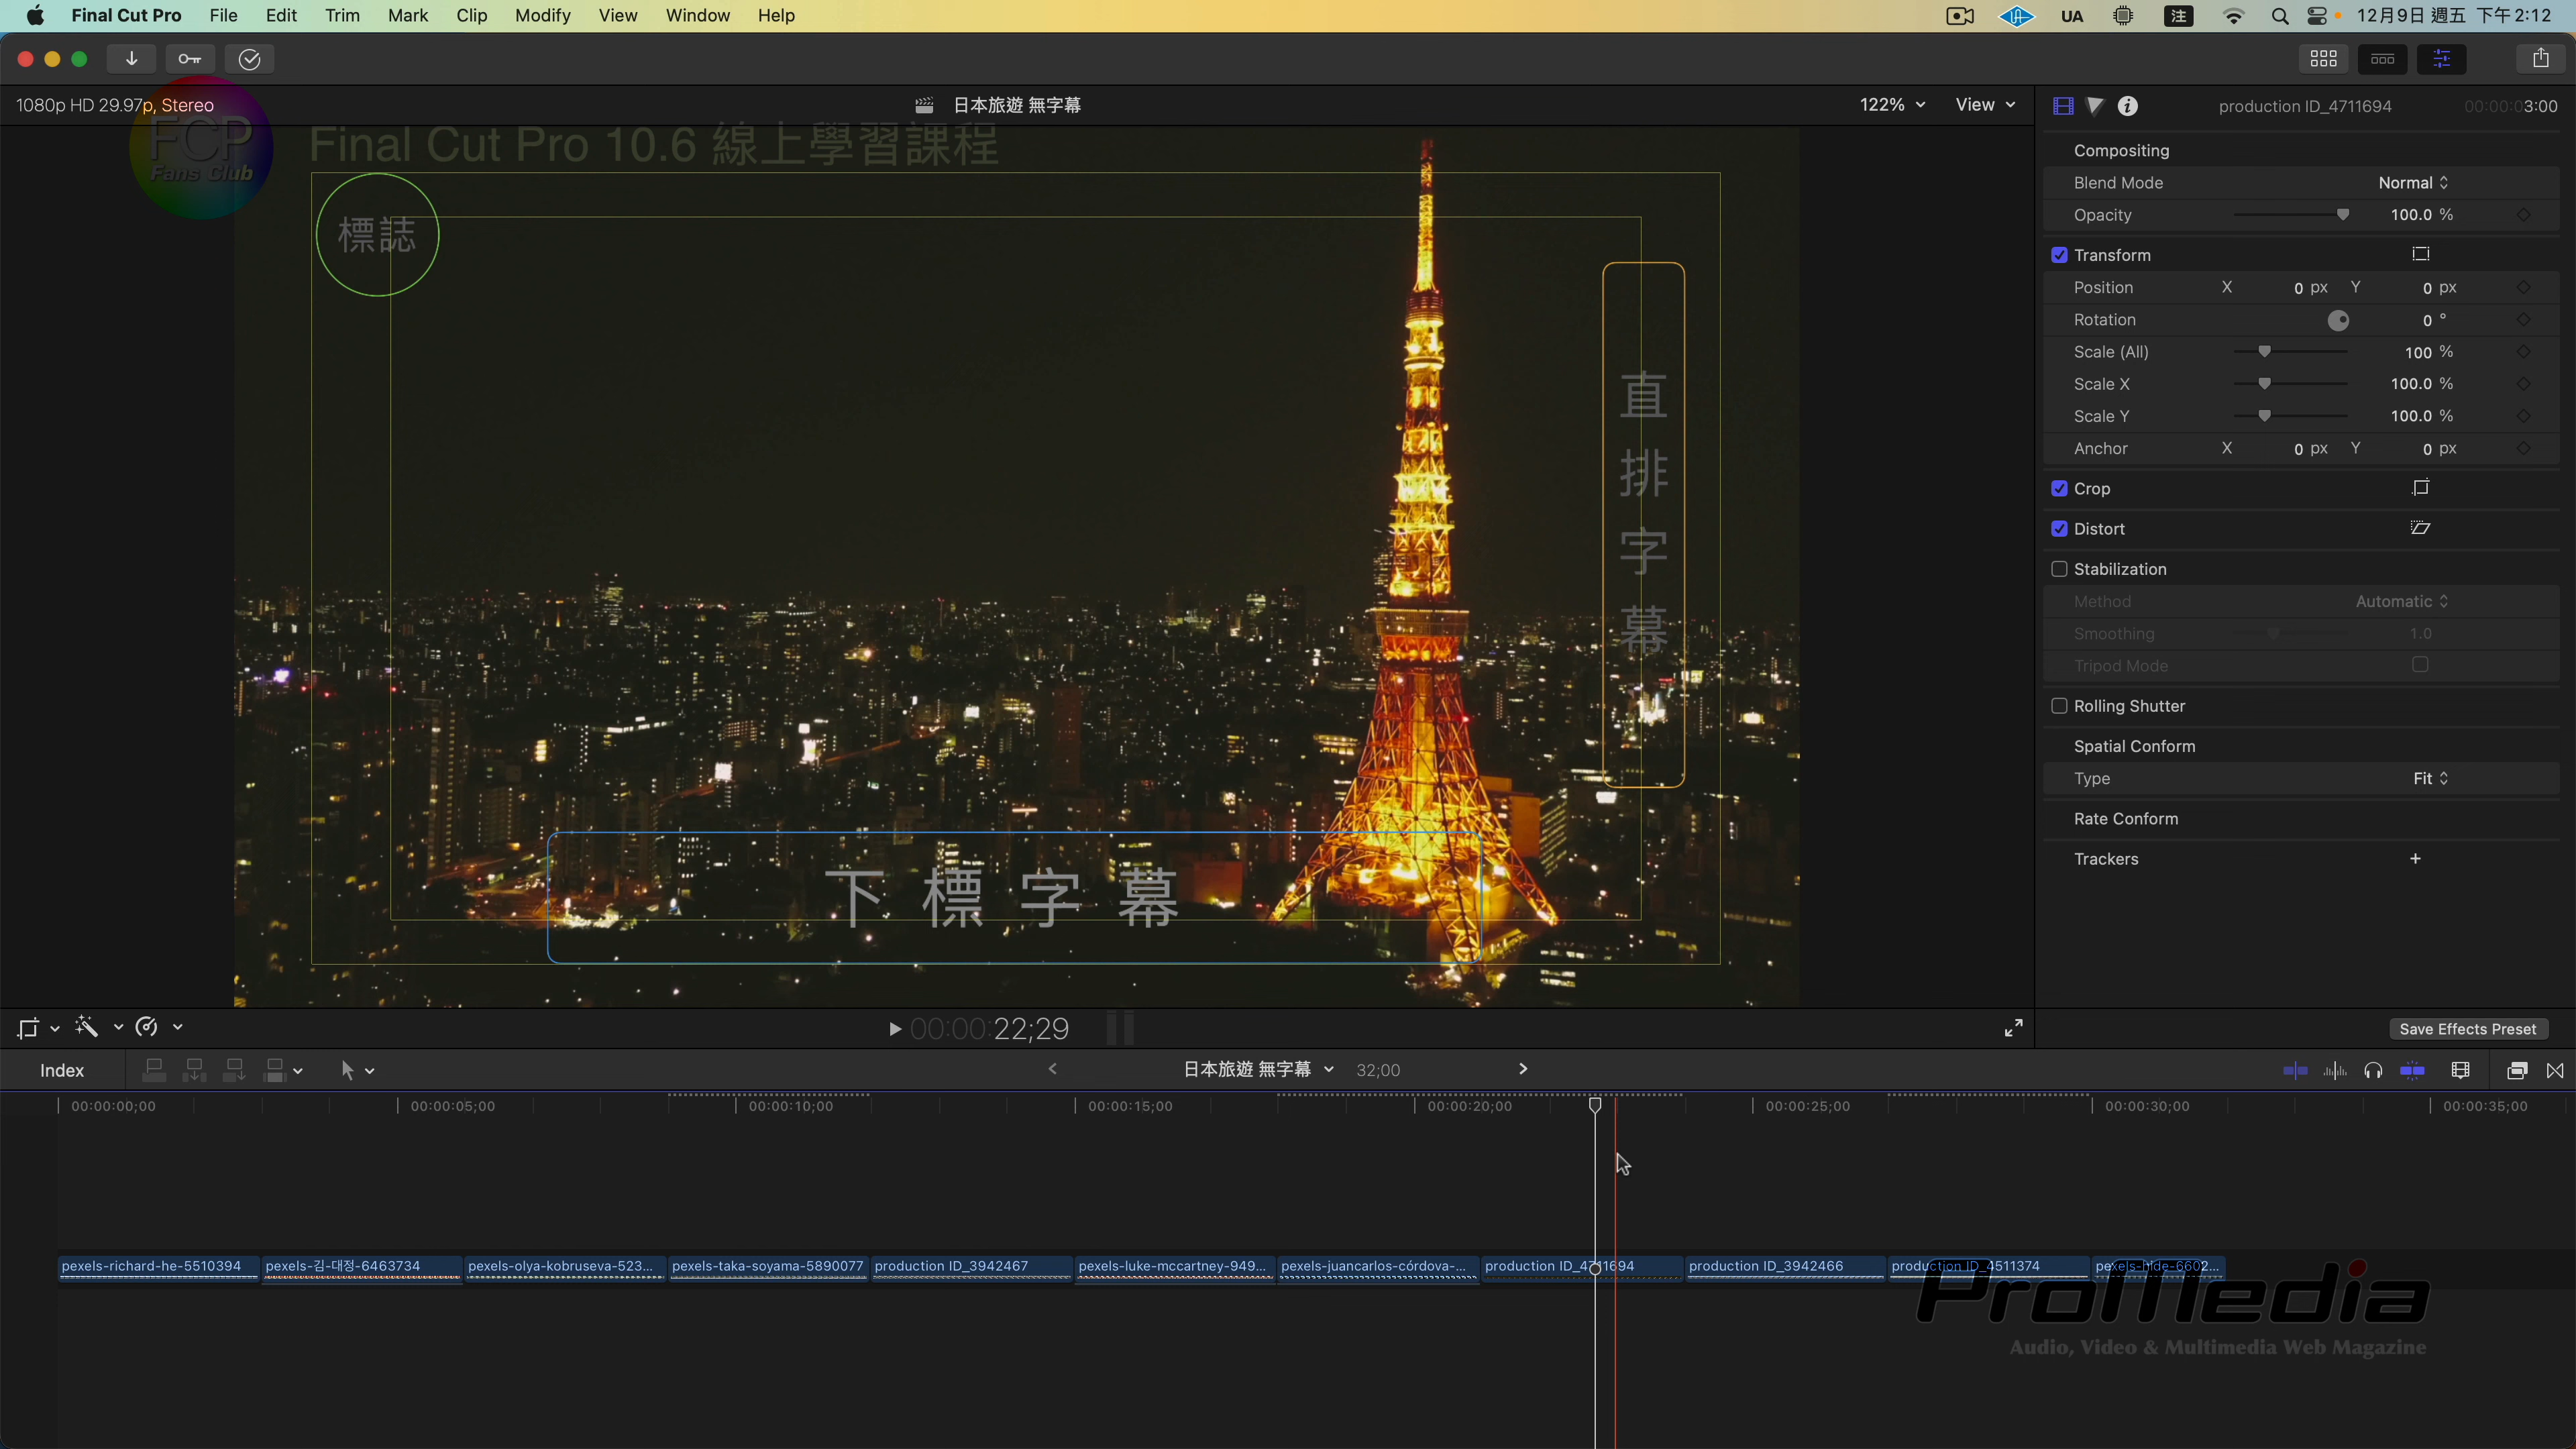 Final Cut Pro File Edit Trim Mark Clip Modify View Window Help UA 注 12月9日 週五 下午 2:12
1080p HD 29.97p, Stereo
日本旅遊 無字幕
122% View
production ID_4711694 00:00:03:00
FCP
Fans Club
Final Cut Pro 10.6 線上學習課程
標誌
直排字幕
下標字幕
Compositing
Blend Mode Normal
Opacity 100.0 %
Transform
Position X 0 px Y 0 px
Rotation 0 °
Scale (All) 100 %
Scale X 100.0 %
Scale Y 100.0 %
Anchor X 0 px Y 0 px
Crop
Distort
Stabilization
Method Automatic
Smoothing 1.0
Tripod Mode
Rolling Shutter
Spatial Conform
Type Fit
Rate Conform
Trackers +
00:00:22;29
Save Effects Preset
Index
日本旅遊 無字幕 32;00
00:00:00;00 00:00:05;00 00:00:10;00 00:00:15;00 00:00:20;00 00:00:25;00 00:00:30;00 00:00:35;00
pexels-richard-he-5510394 pexels-김-대정-6463734 pexels-olya-kobruseva-523... pexels-taka-soyama-5890077 production ID_3942467 pexels-luke-mccartney-949... pexels-juancarlos-córdova-... production ID_4711694 production ID_3942466 production ID_4511374 pexels-hide-6602...
ProMedia
Audio, Video & Multimedia Web Magazine